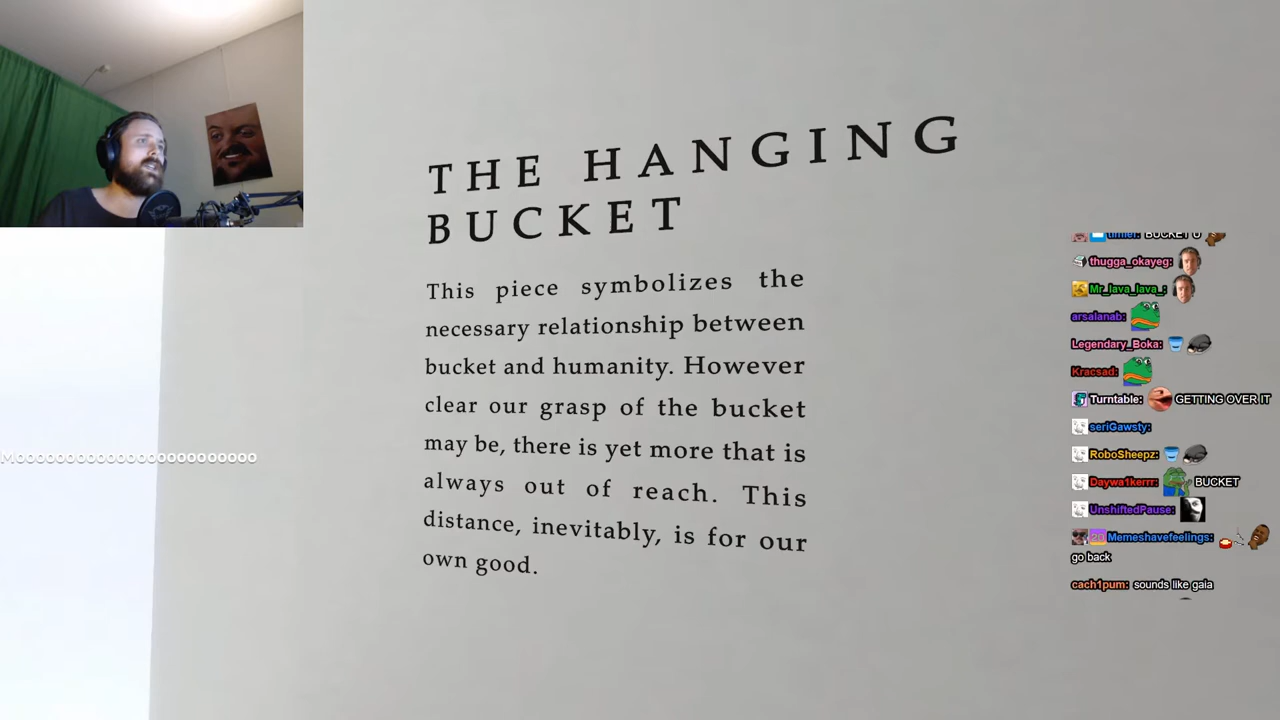 THE HANGING
BUCKET
This piece symbolizes the
necessary relationship between
bucket and humanity. However
clear our grasp of the bucket
may be, there is yet more that is
always out of reach. This
distance, inevitably, is for our
own good.
thugga_okayeg:
Mr_lava_lava_:
arsalanab:
Legendary_Boka:
Kracsad:
Turntable: GETTING OVER IT
seriGawsty:
RoboSheepz:
Daywa1kerrr: BUCKET
UnshiftedPause:
Memeshavefeelings:
go back
cach1pum: sounds like gaia